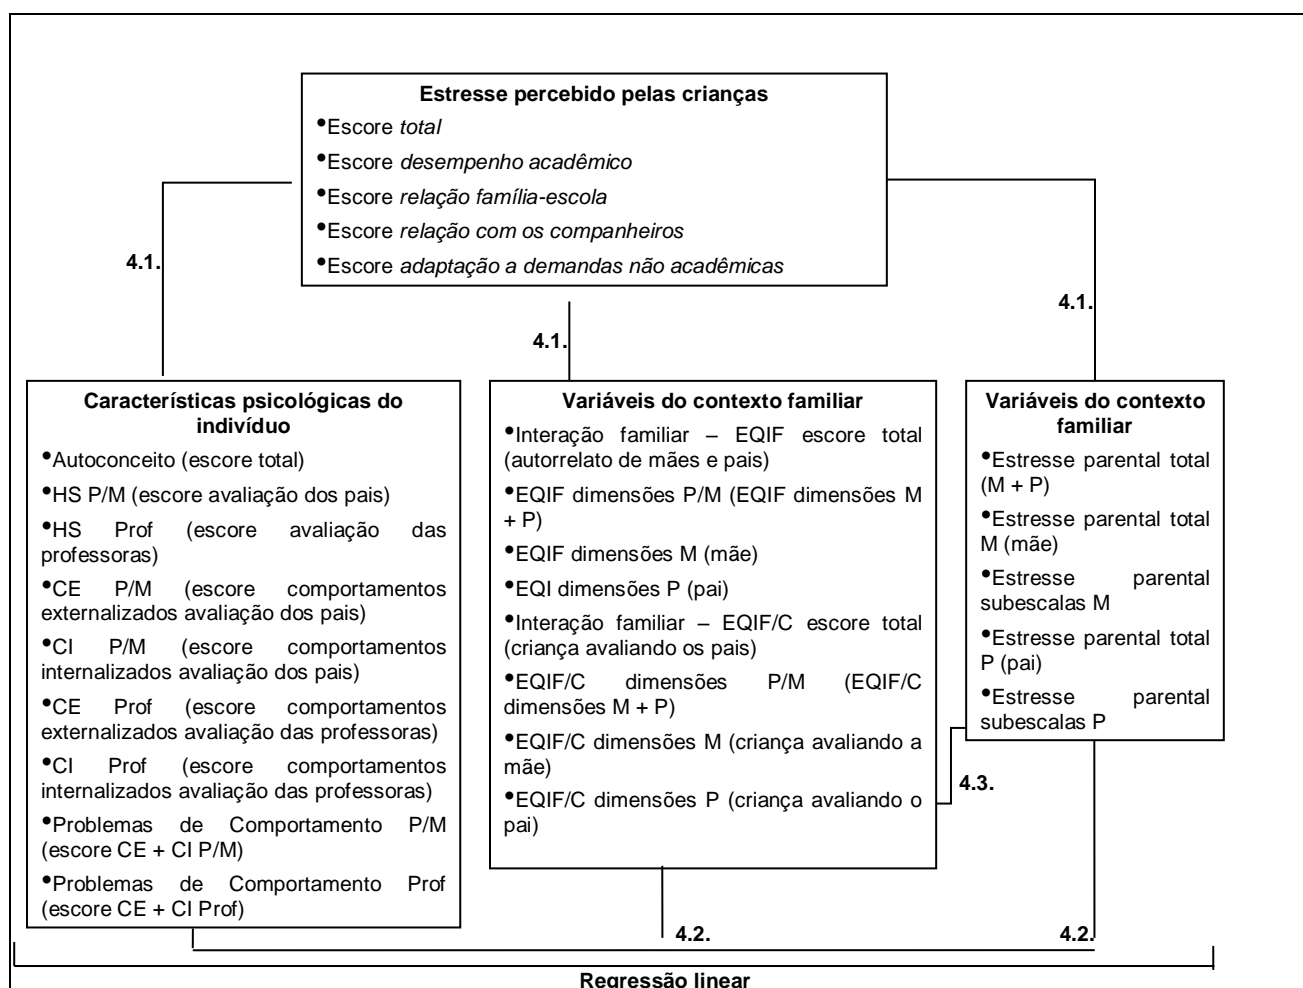 Estresse percebido pelas crianças
•Escore total
•Escore desempenho acadêmico
•Escore relação família-escola
•Escore relação com os companheiros
•Escore adaptação a demandas não acadêmicas
4.1.
4.1.
4.1.
Características psicológicas do
indivíduo
•Autoconceito (escore total)
•HS P/M (escore avaliação dos pais)
•HS Prof (escore avaliação das
professoras)
•CE P/M (escore comportamentos
externalizados avaliação dos pais)
•CI P/M (escore comportamentos
internalizados avaliação dos pais)
•CE Prof (escore comportamentos
externalizados avaliação das professoras)
•CI Prof (escore comportamentos
internalizados avaliação das professoras)
•Problemas de Comportamento P/M
(escore CE + CI P/M)
•Problemas de Comportamento Prof
(escore CE + CI Prof)
Variáveis do contexto familiar
•Interação familiar – EQIF escore total
(autorrelato de mães e pais)
•EQIF dimensões P/M (EQIF dimensões M
+ P)
•EQIF dimensões M (mãe)
•EQI dimensões P (pai)
•Interação familiar – EQIF/C escore total
(criança avaliando os pais)
•EQIF/C dimensões P/M (EQIF/C
dimensões M + P)
•EQIF/C dimensões M (criança avaliando a
mãe)
•EQIF/C dimensões P (criança avaliando o
pai)
Variáveis do contexto
familiar
•Estresse parental total
(M + P)
•Estresse parental total
M (mãe)
•Estresse parental
subescalas M
•Estresse parental total
P (pai)
•Estresse parental
subescalas P
4.3.
4.2.
4.2.
Regressão linear